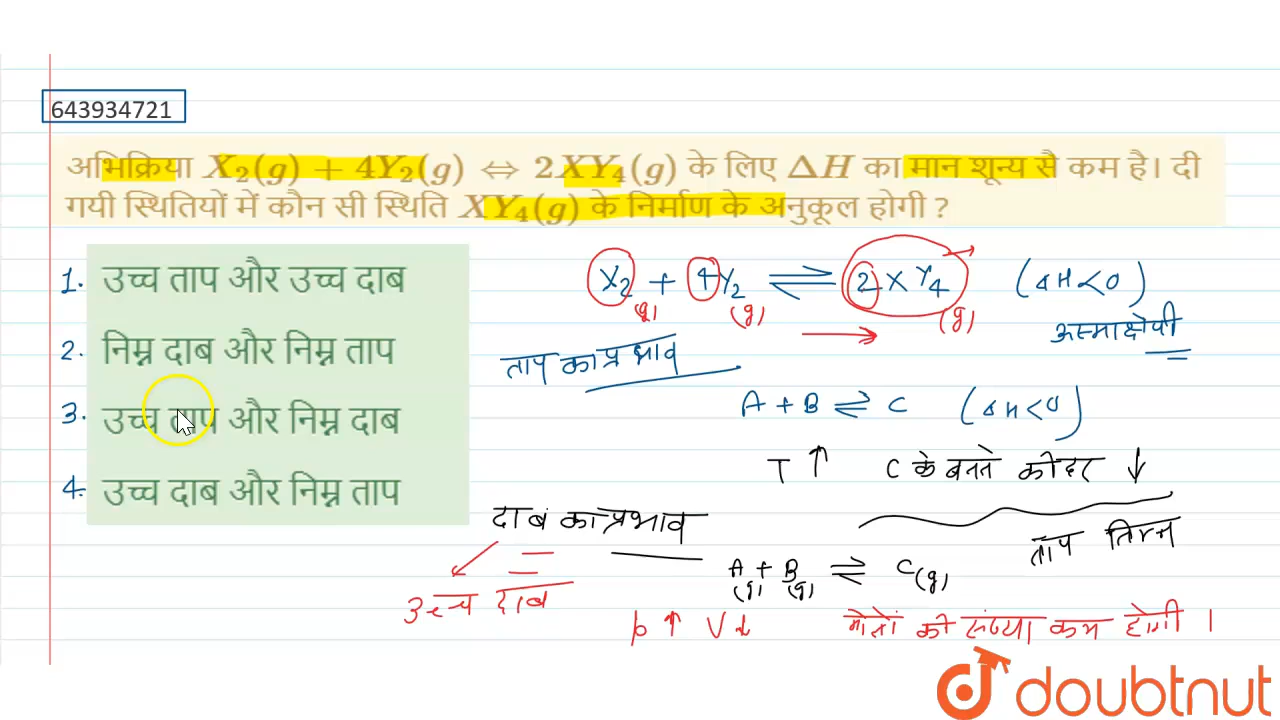 643934721
अभिक्रिया X₂(g) + 4Y₂(g) ⇔ 2XY₄(g) के लिए ΔH का मान शून्य सै कम है। दी
गयी स्थितियों में कौन सी स्थिति XY₄(g) के निर्माण के अनुकूल होगी ?
1. उच्च ताप और उच्च दाब
2. निम्न दाब और निम्न ताप
3. उच्च ताप और निम्न दाब
4. उच्च दाब और निम्न ताप
X₂(g) + 4Y₂(g) ⇌ 2XY₄(g) (ΔH<0)
ताप का प्रभाव
A + B ⇌ C (ΔH<0)
T ↑ C के बनने की दर ↓
ताप निम्न
दाब का प्रभाव
A(g) + B(g) ⇌ C(g)
उच्च दाब
p ↑ V↓ मोलों की संख्या कम होगी ।
doubtnut